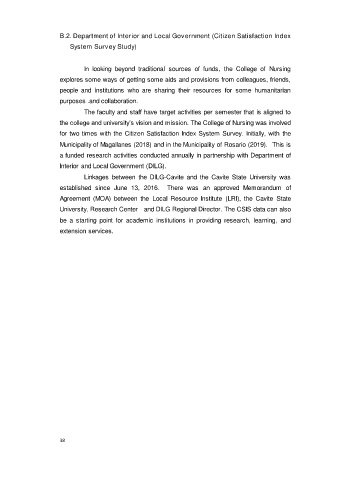 B.2. Department of Interior and Local Government (Citizen Satisfaction Index
System Survey Study)
In looking beyond traditional sources of funds, the College of Nursing
explores some ways of getting some aids and provisions from colleagues, friends,
people and institutions who are sharing their resources for some humanitarian
purposes .and collaboration.
The faculty and staff have target activities per semester that is aligned to
the college and university's vision and mission. The College of Nursing was involved
for two times with the Citizen Satisfaction Index System Survey. Initially, with the
Municipality of Magallanes (2018) and in the Municipality of Rosario (2019). This is
a funded research activities conducted annually in partnership with Department of
Interior and Local Government (DILG).
Linkages between the DILG-Cavite and the Cavite State University was
established since June 13, 2016. There was an approved Memorandum of
Agreement (MOA) between the Local Resource Institute (LRI), the Cavite State
University, Research Center and DILG Regional Director. The CSIS data can also
be a starting point for academic institutions in providing research, learning, and
extension services.
38